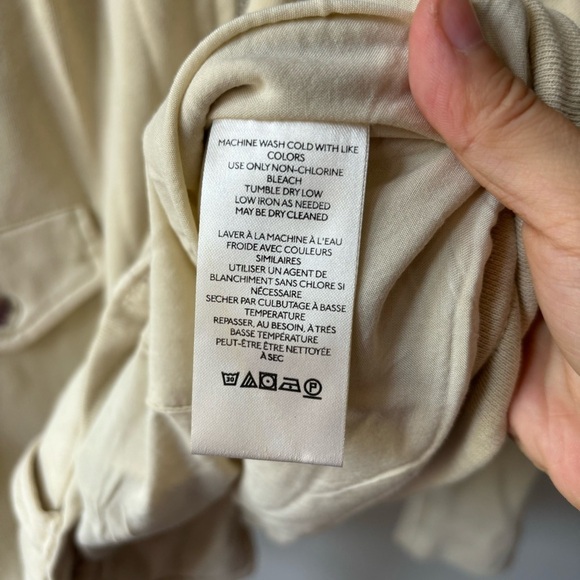 MACHINE WASH COLD WITH LIKE
COLORS
USE ONLY NON-CHLORINE
BLEACH
TUMBLE DRY LOW
LOW IRON AS NEEDED
MAY BE DRY CLEANED
LAVER À LA MACHINE À L'EAU
FROIDE AVEC COULEURS
SIMILAIRES
UTILISER UN AGENT DE
BLANCHIMENT SANS CHLORE SI
NÉCESSAIRE
SECHER PAR CULBUTAGE À BASSE
TEMPERATURE
REPASSER, AU BESOIN, À TRÉS
BASSE TEMPÉRATURE
PEUT-ÊTRE ÊTRE NETTOYÉE
À SEC
30 P